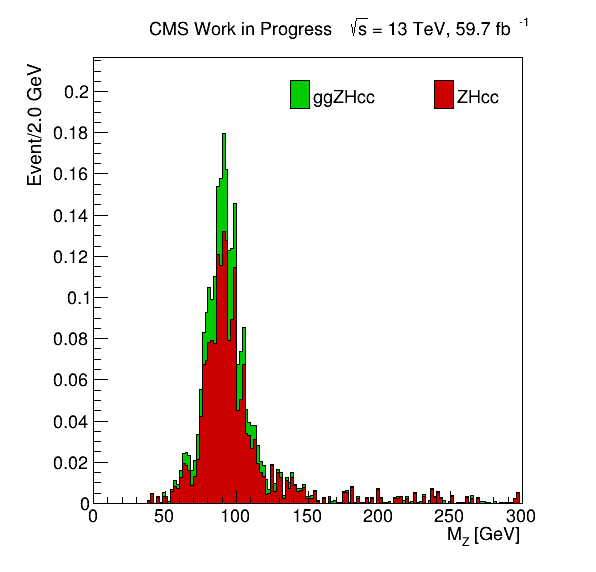 CMS Work in Progress √s = 13 TeV, 59.7 fb -1
Event/2.0 GeV
ggZHcc ZHcc
0.2
0.18
0.16
0.14
0.12
0.1
0.08
0.06
0.04
0.02
0
0 50 100 150 200 250 300
M_Z [GeV]